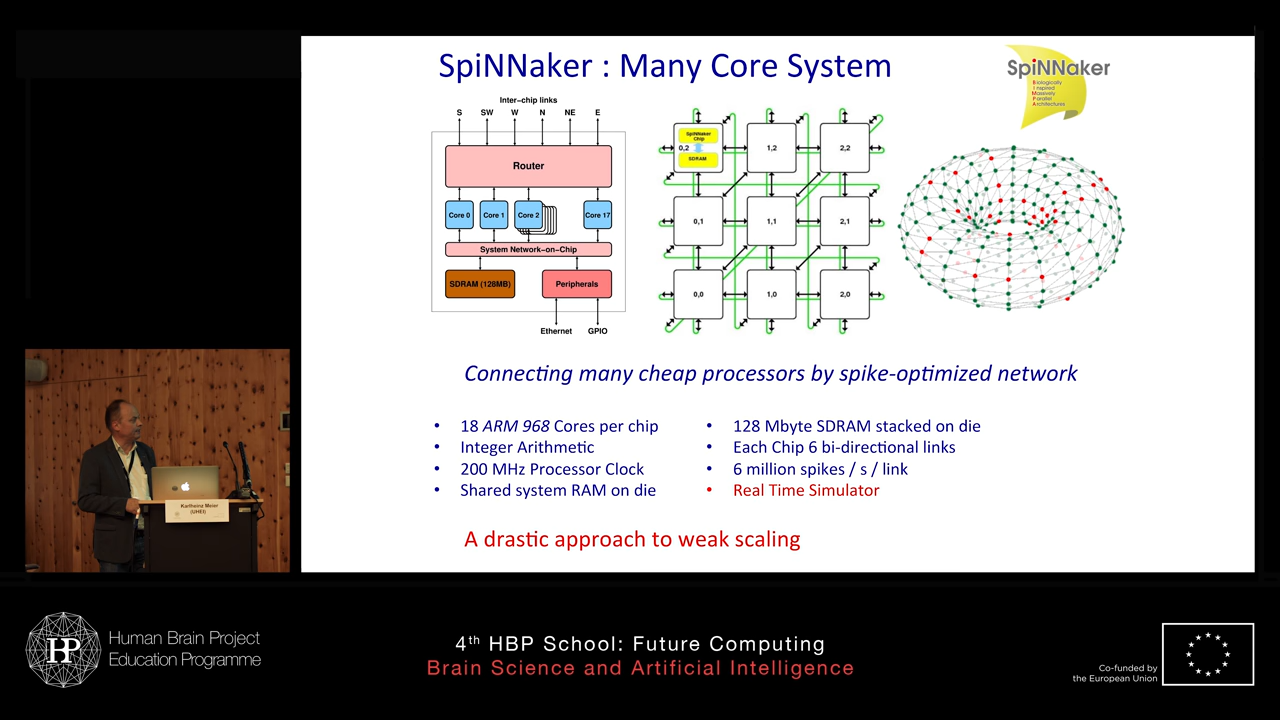 SpiNNaker : Many Core System
SpiNNaker
Biologically
Inspired
Massively
Parallel
Architectures
Inter-chip links
S SW W N NE E
Router
Core 0 Core 1 Core 2 Core 17
System Network-on-Chip
SDRAM (128MB) Peripherals
Ethernet GPIO
SpiNNaker
Chip
0,2
SDRAM
1,2 2,2
0,1 1,1 2,1
0,0 1,0 2,0
Connecting many cheap processors by spike-optimized network
• 18 ARM 968 Cores per chip
• Integer Arithmetic
• 200 MHz Processor Clock
• Shared system RAM on die
• 128 Mbyte SDRAM stacked on die
• Each Chip 6 bi-directional links
• 6 million spikes / s / link
• Real Time Simulator
A drastic approach to weak scaling
Karlheinz Meier
(UHEI)
HP
Human Brain Project
Education Programme
4th HBP School: Future Computing
Brain Science and Artificial Intelligence
Co-funded by
the European Union